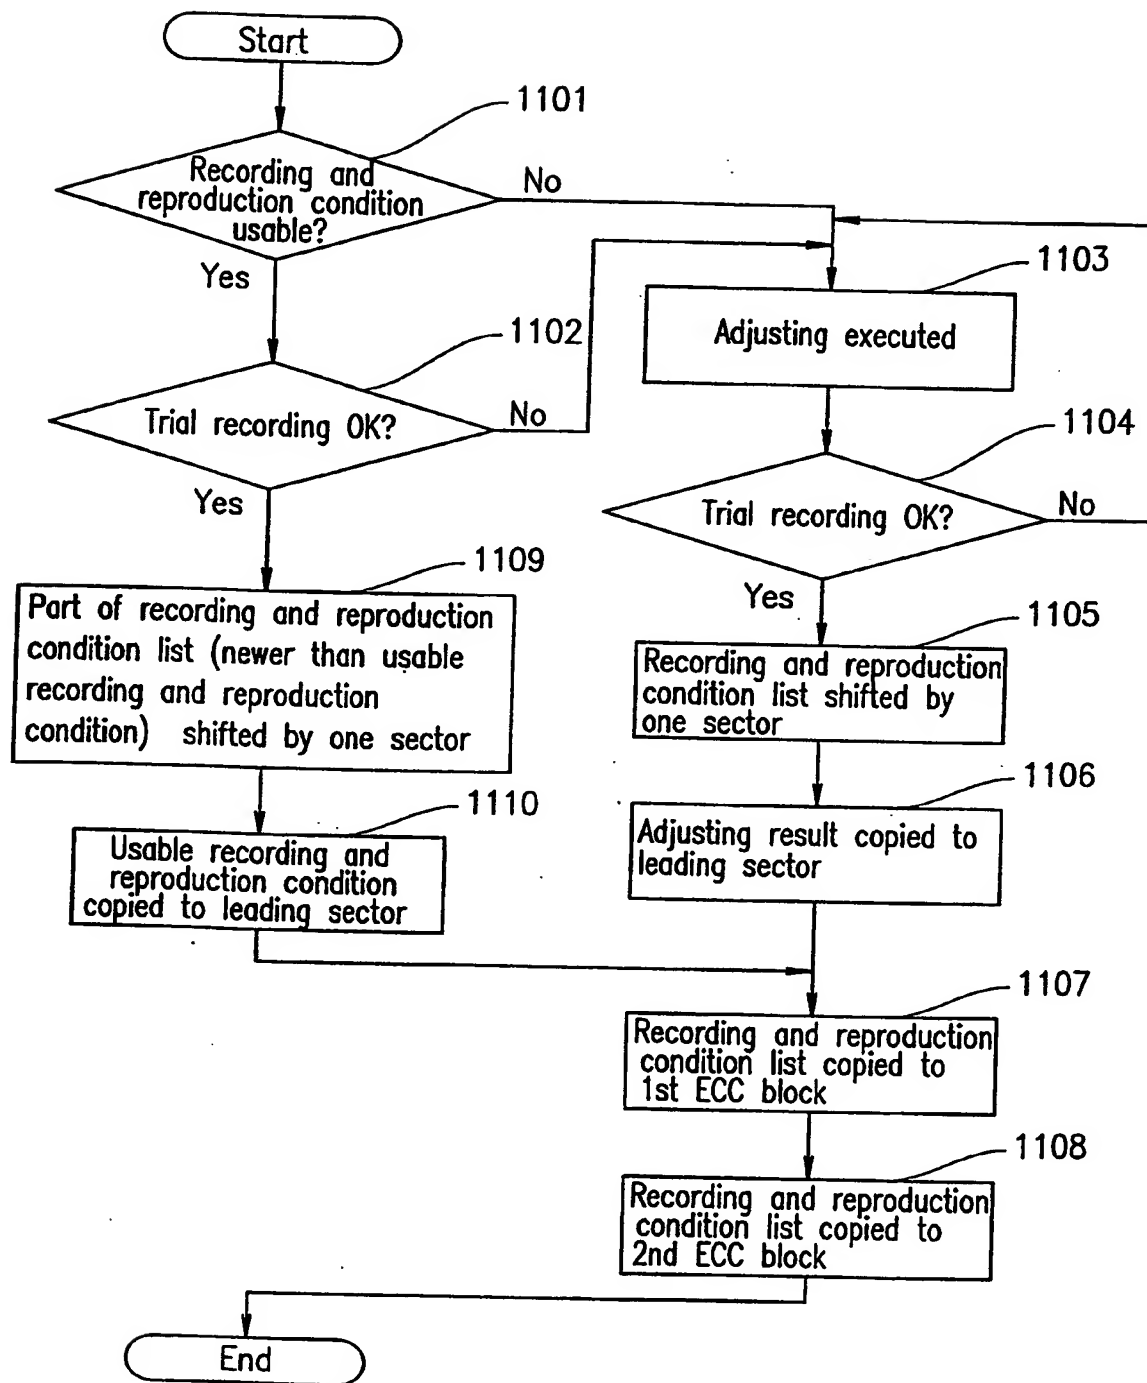 Start
1101
Recording and
reproduction condition
usable?
No
Yes
1102
Trial recording OK?
No
Yes
1103
Adjusting executed
1104
Trial recording OK?
No
Yes
1109
Part of recording and reproduction
condition list (newer than usable
recording and reproduction
condition) shifted by one sector
1105
Recording and reproduction
condition list shifted by
one sector
1110
Usable recording and
reproduction condition
copied to leading sector
1106
Adjusting result copied to
leading sector
1107
Recording and reproduction
condition list copied to
1st ECC block
1108
Recording and reproduction
condition list copied to
2nd ECC block
End